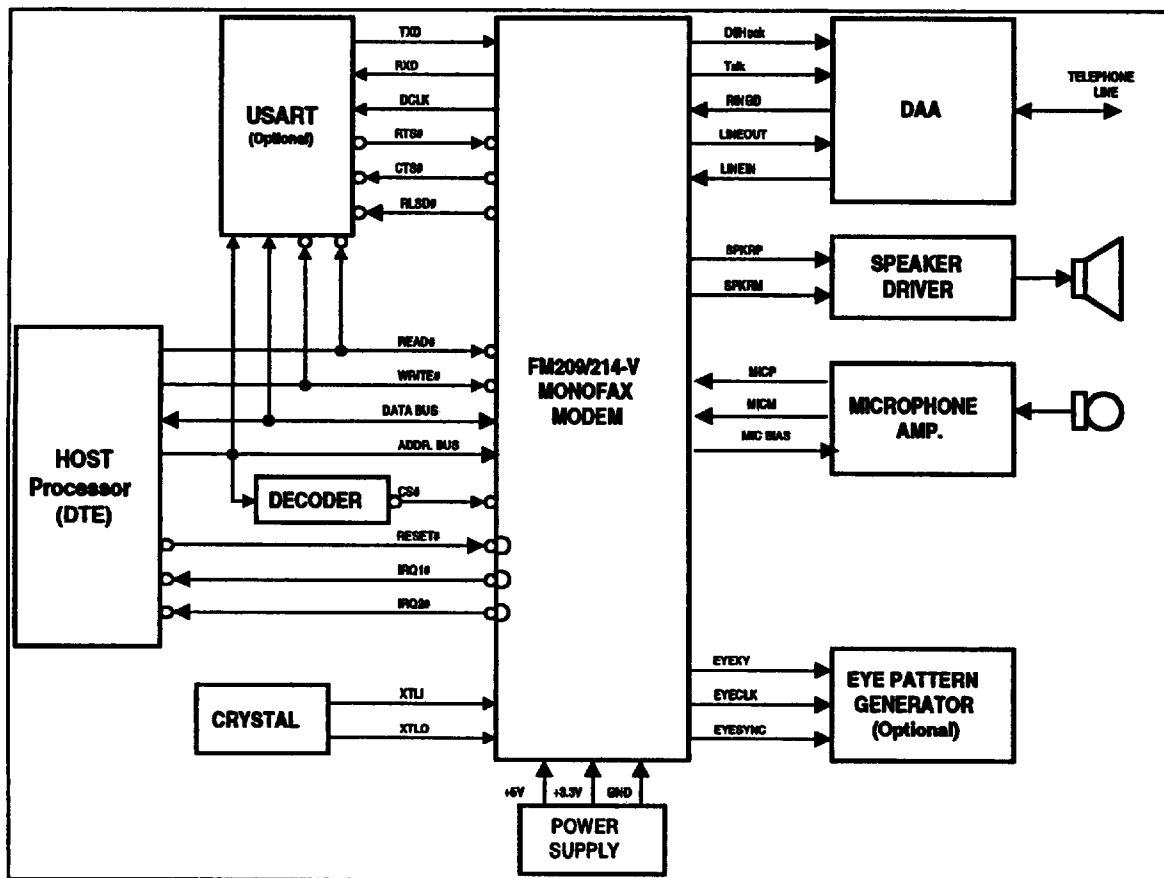 TXD
RXD
DCLK
RTS#
CTS#
RLSD#
USART
(Optional)
OffHook
Talk
RINGD
LINEOUT
LINEIN
DAA
TELEPHONE
LINE
SPKRP
SPKRM
SPEAKER
DRIVER
READ#
WRITE#
DATA BUS
ADDR. BUS
HOST
Processor
(DTE)
DECODER
CS#
RESET#
IRQ1#
IRQ2#
FM209/214-V
MONOFAX
MODEM
MICP
MICM
MIC BIAS
MICROPHONE
AMP.
CRYSTAL
XTLI
XTLO
EYEXY
EYECLK
EYESYNC
EYE PATTERN
GENERATOR
(Optional)
+5V
+3.3V
GND
POWER
SUPPLY